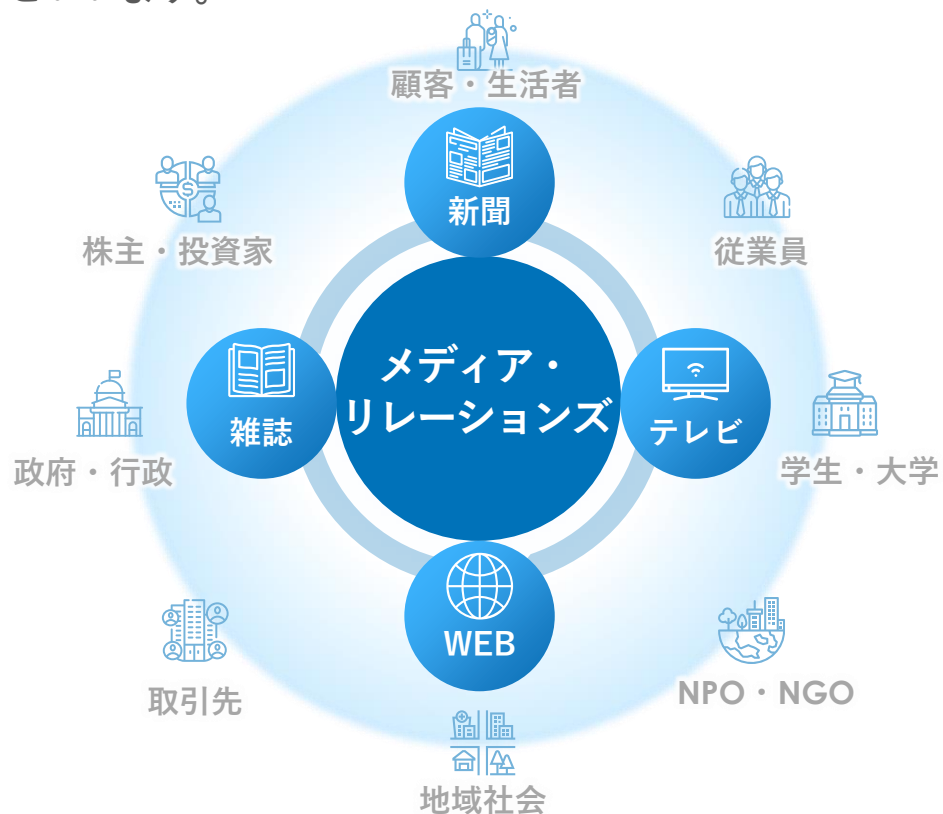 顧客・生活者
新聞
株主・投資家
従業員
メディア・
リレーションズ
雑誌
テレビ
政府・行政
学生・大学
WEB
取引先
NPO・NGO
地域社会